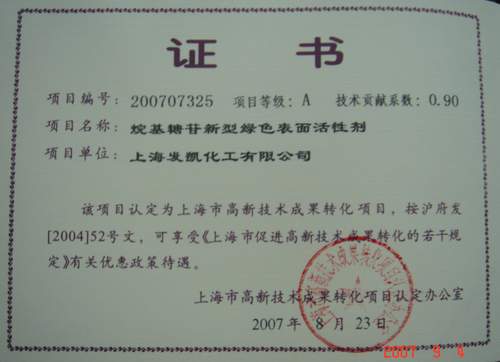 证书
项目编号: 200707325 项目等级: A 技术贡献系数: 0.90
项目名称: 烷基糖苷新型绿色表面活性剂
项目单位: 上海发凯化工有限公司
该项目认定为上海市高新技术成果转化项目，按沪府发
[2004]52号文，可享受《上海市促进高新技术成果转化的若干规
定》有关优惠政策待遇。
上海市高新技术成果转化项目认定办公室
2007 年 8 月 23 日
2007 9 4